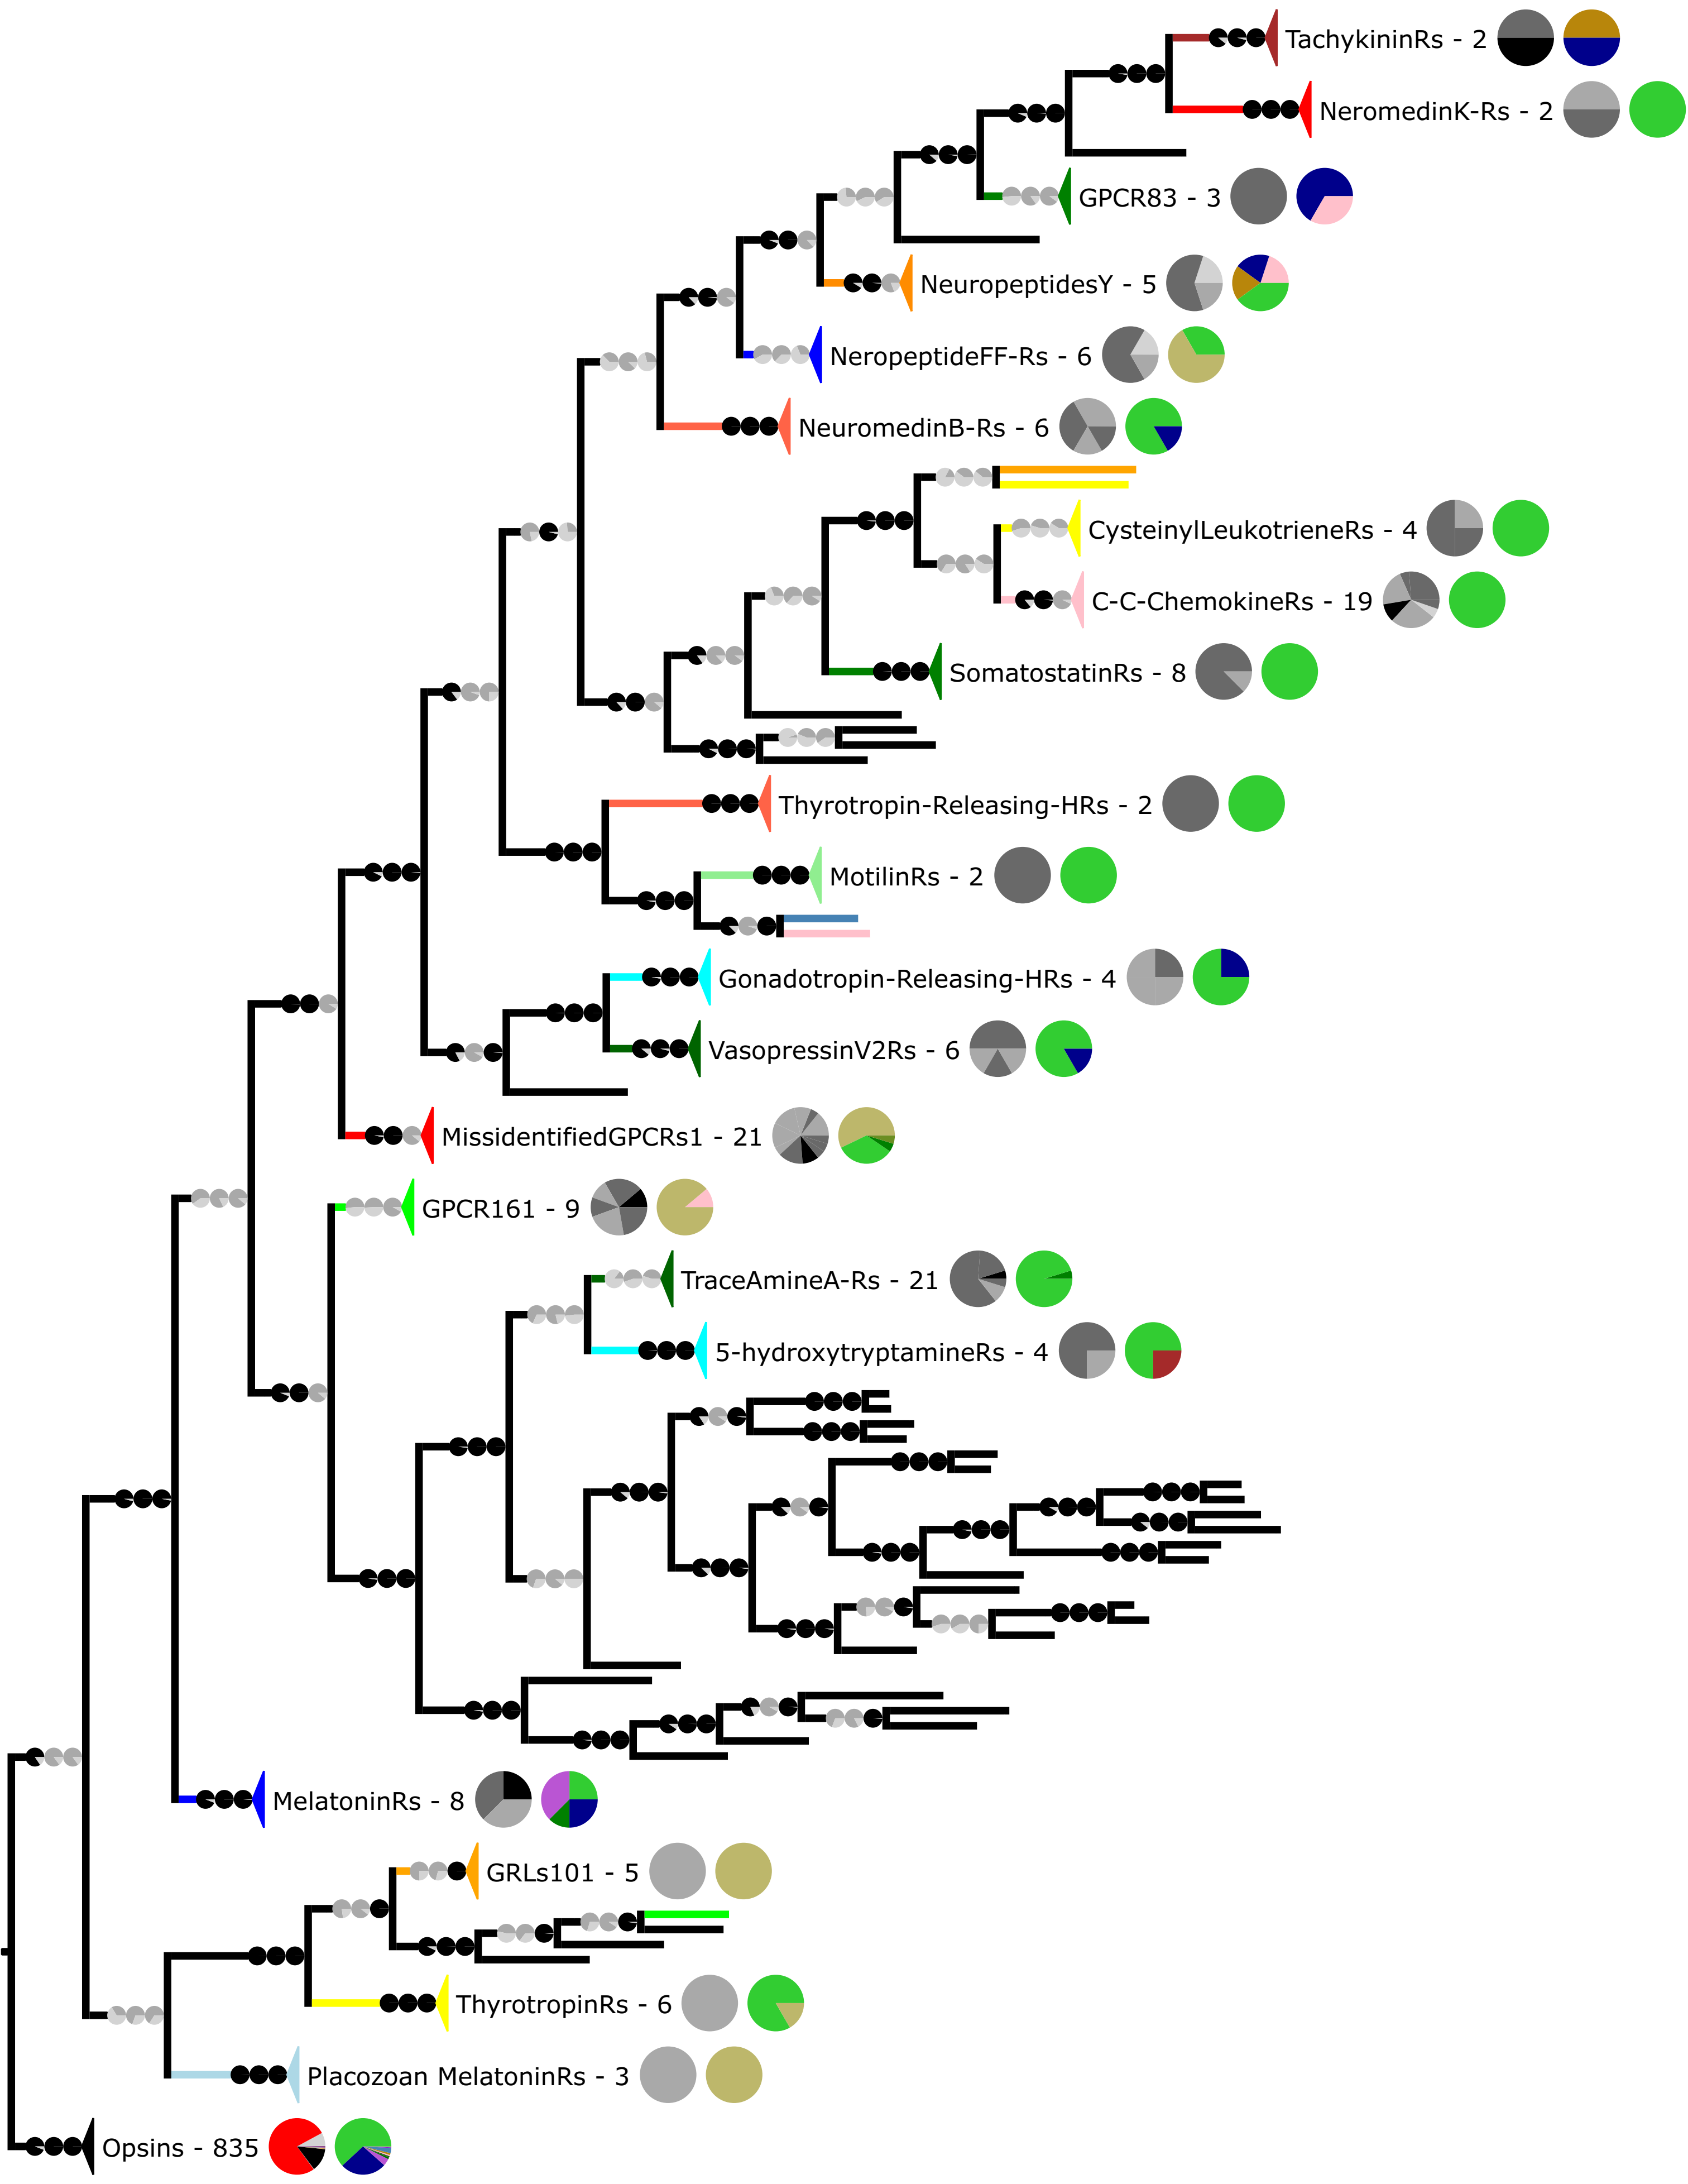 TachykininRs - 2
NeromedinK-Rs - 2
GPCR83 - 3
NeuropeptidesY - 5
NeropeptideFF-Rs - 6
NeuromedinB-Rs - 6
CysteinylLeukotrieneRs - 4
C-C-ChemokineRs - 19
SomatostatinRs - 8
Thyrotropin-Releasing-HRs - 2
MotilinRs - 2
Gonadotropin-Releasing-HRs - 4
VasopressinV2Rs - 6
MissidentifiedGPCRs1 - 21
GPCR161 - 9
TraceAmineA-Rs - 21
5-hydroxytryptamineRs - 4
MelatoninRs - 8
GRLs101 - 5
ThyrotropinRs - 6
Placozoan MelatoninRs - 3
Opsins - 835